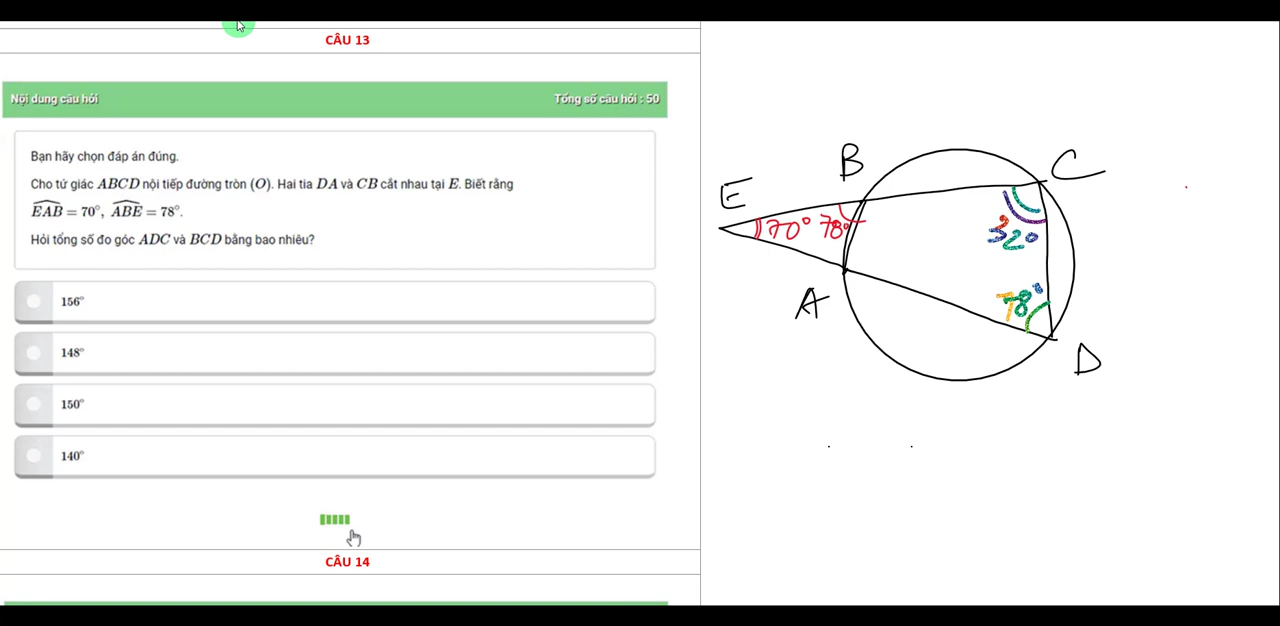 CÂU 13
Nội dung câu hỏi
Tổng số câu hỏi : 50
Bạn hãy chọn đáp án đúng.
Cho tứ giác ABCD nội tiếp đường tròn (O). Hai tia DA và CB cắt nhau tại E. Biết rằng
\widehat{EAB} = 70°, \widehat{ABE} = 78°.
Hỏi tổng số đo góc ADC và BCD bằng bao nhiêu?
156°
148°
150°
140°
CÂU 14
B
C
E
70° 78°
32°
A
78°
D